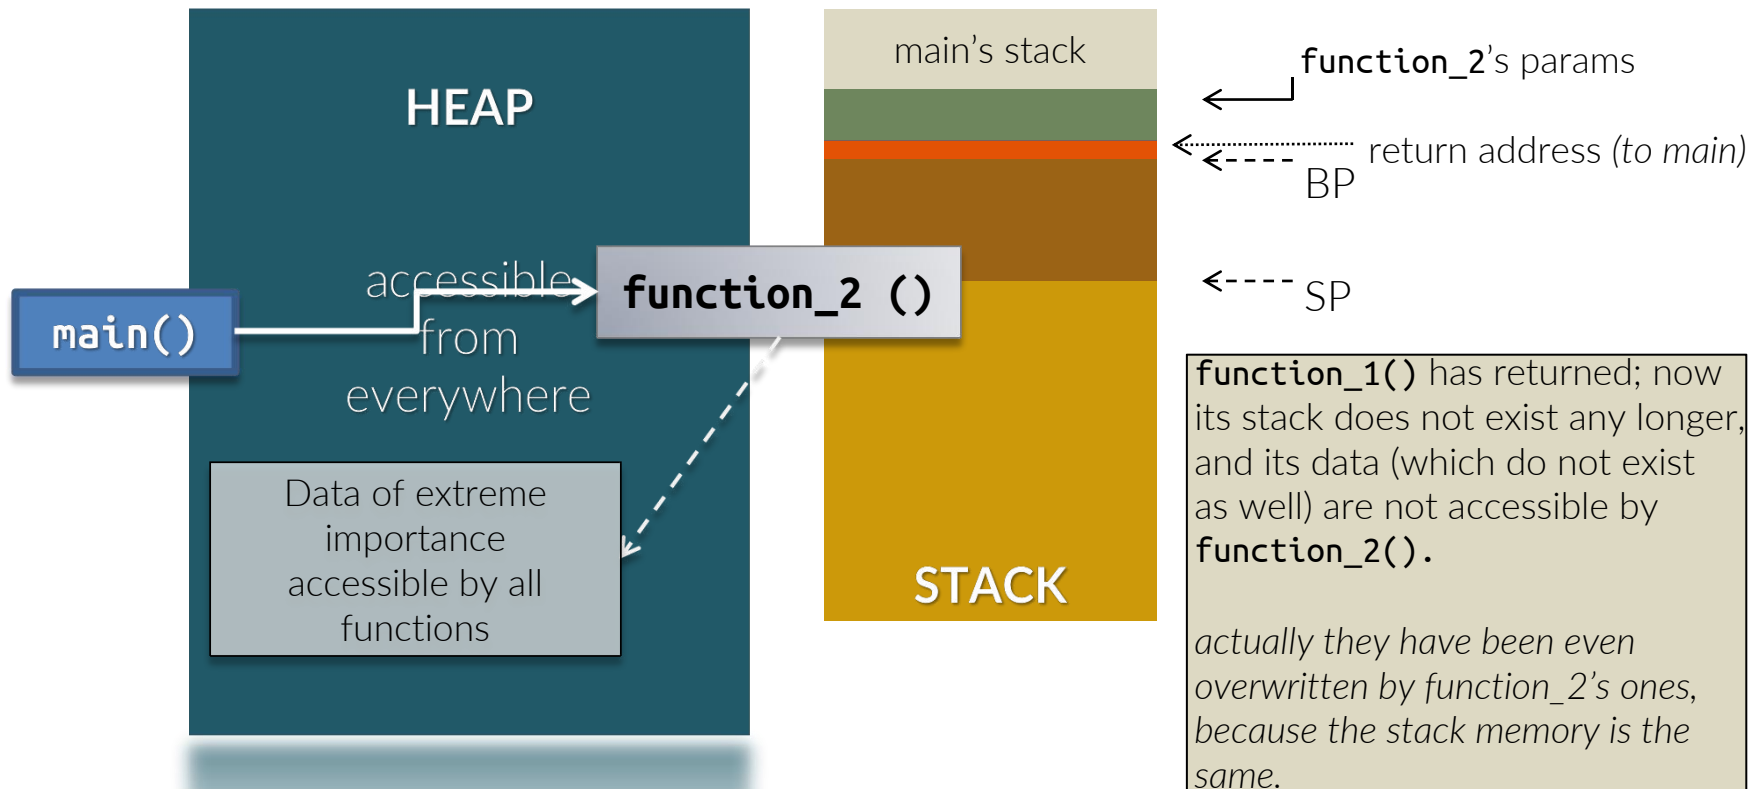 HEAP
accessible
from
everywhere
main()
function_2 ()
Data of extreme
importance
accessible by all
functions
main’s stack
STACK
function_2’s params
return address (to main)
BP
SP
function_1() has returned; now
its stack does not exist any longer,
and its data (which do not exist
as well) are not accessible by
function_2().
actually they have been even
overwritten by function_2’s ones,
because the stack memory is the
same.